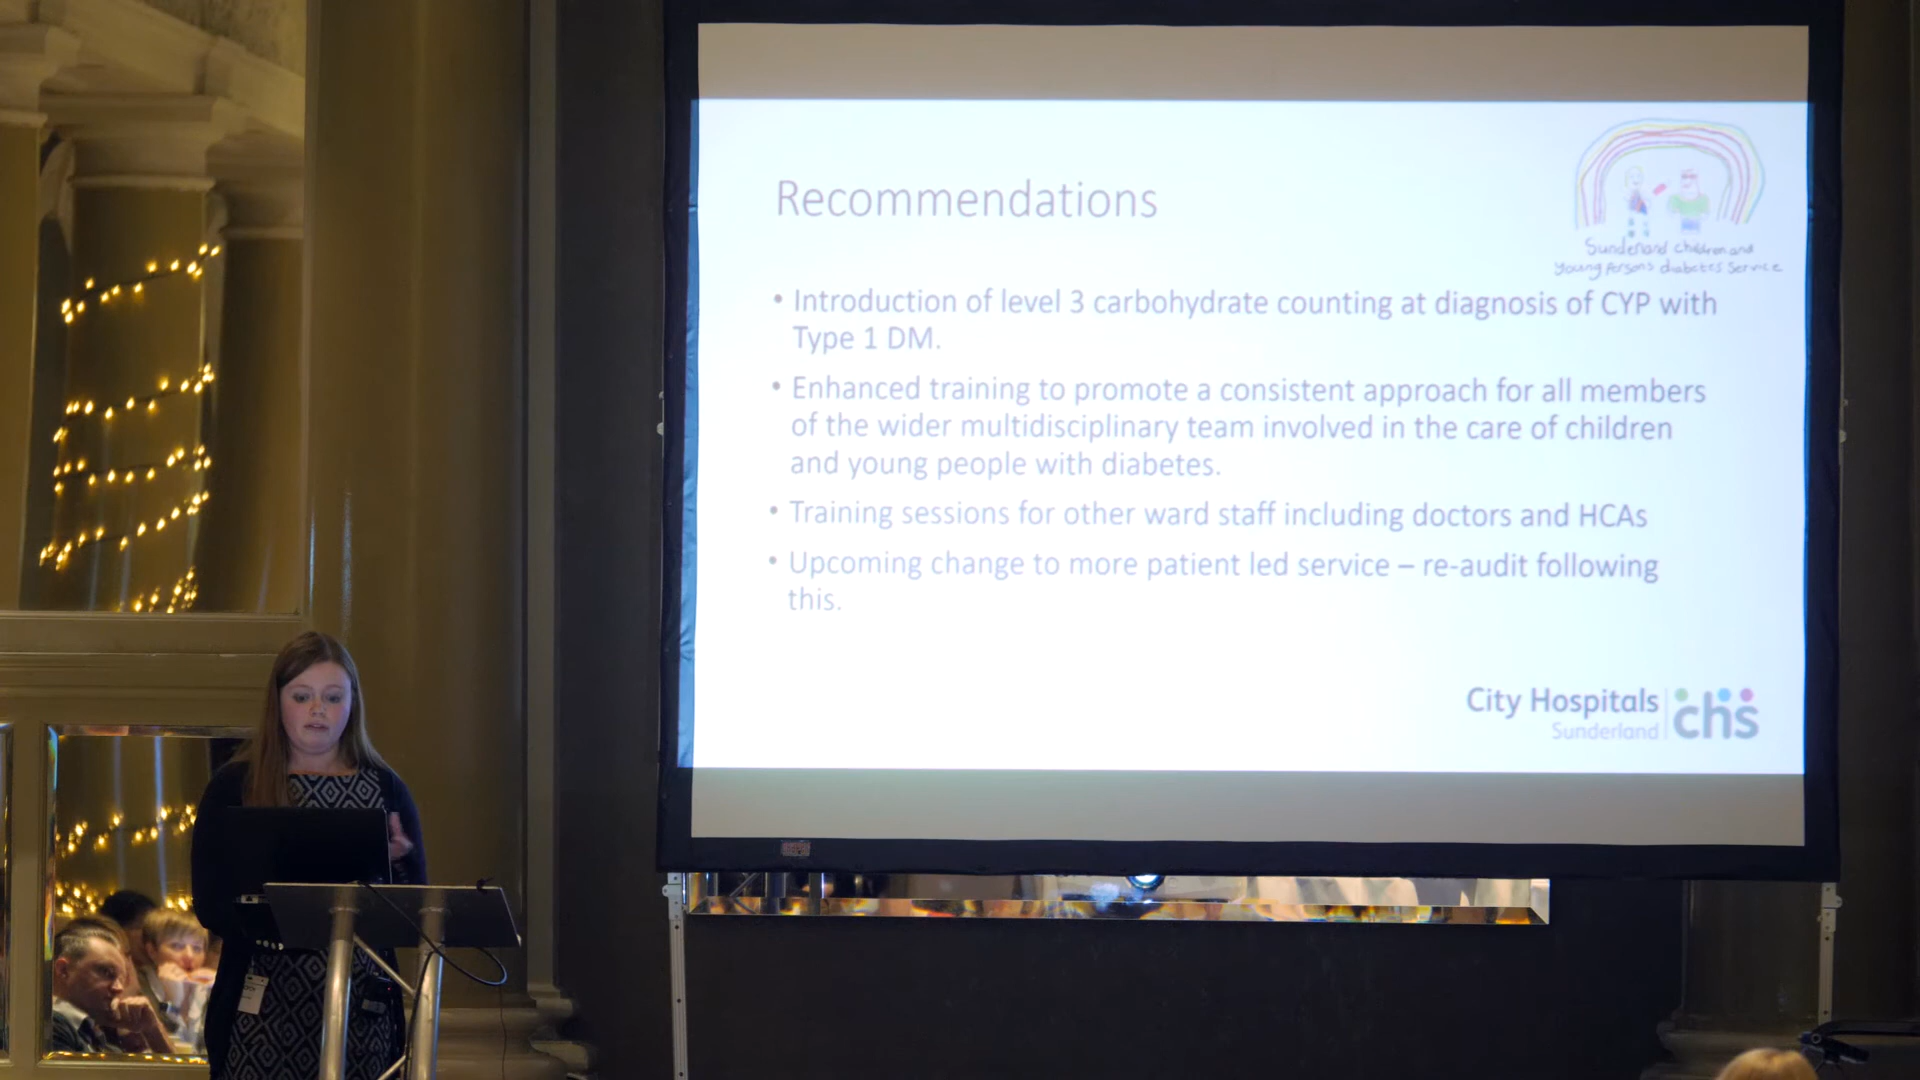 Recommendations
Sunderland children and
Young Persons diabetes Service
• Introduction of level 3 carbohydrate counting at diagnosis of CYP with
Type 1 DM.
• Enhanced training to promote a consistent approach for all members
of the wider multidisciplinary team involved in the care of children
and young people with diabetes.
• Training sessions for other ward staff including doctors and HCAs
• Upcoming change to more patient led service – re-audit following
this.
City Hospitals
Sunderland
chs